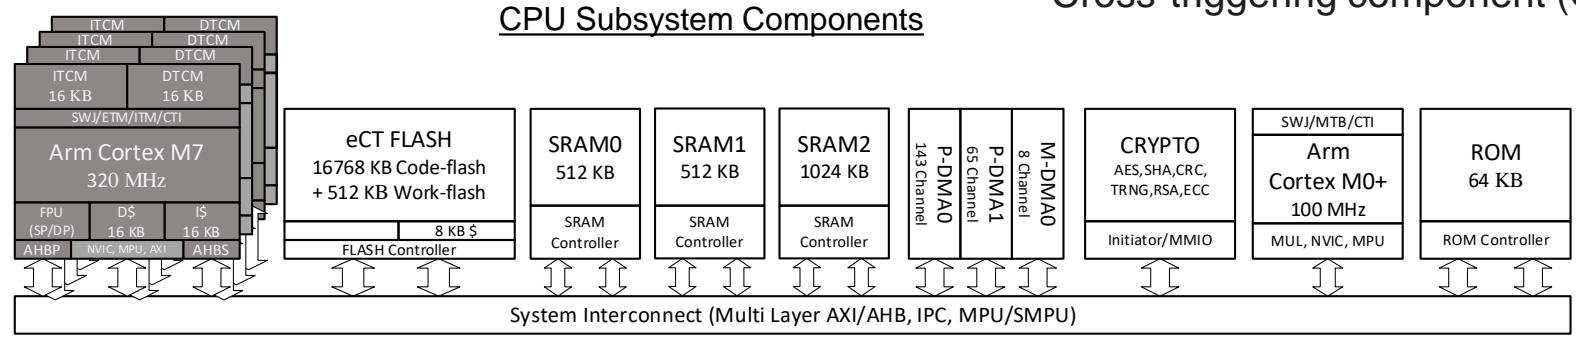 CPU Subsystem Components
Cross-triggering component (
ITCM DTCM
ITCM DTCM
ITCM DTCM
ITCM DTCM
16 KB 16 KB
SWJ/ETM/ITM/CTI
Arm Cortex M7
320 MHz
FPU D$ I$
(SP/DP) 16 KB 16 KB
AHBP NVIC, MPU, AXI AHBS
eCT FLASH
16768 KB Code-flash
+ 512 KB Work-flash
8 KB $
FLASH Controller
SRAM0
512 KB
SRAM
Controller
SRAM1
512 KB
SRAM
Controller
SRAM2
1024 KB
SRAM
Controller
P-DMA0
143 Channel
P-DMA1
65 Channel
M-DMA0
8 Channel
CRYPTO
AES,SHA,CRC,
TRNG,RSA,ECC
Initiator/MMIO
SWJ/MTB/CTI
Arm
Cortex M0+
100 MHz
MUL, NVIC, MPU
ROM
64 KB
ROM Controller
System Interconnect (Multi Layer AXI/AHB, IPC, MPU/SMPU)